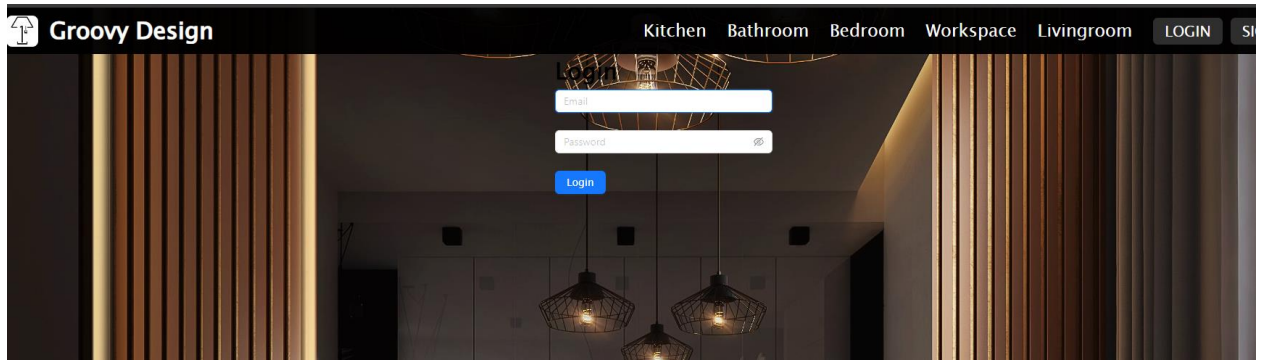 Groovy Design Kitchen Bathroom Bedroom Workspace Livingroom LOGIN
Login
Email
Password
Login